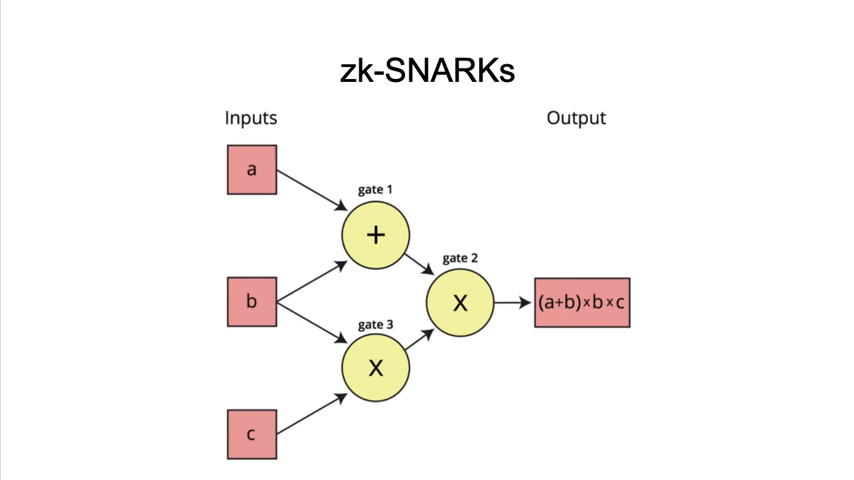 zk-SNARKs
Inputs
Output
a
gate 1
+
gate 2
b
x
(a+b)×b×c
gate 3
x
c